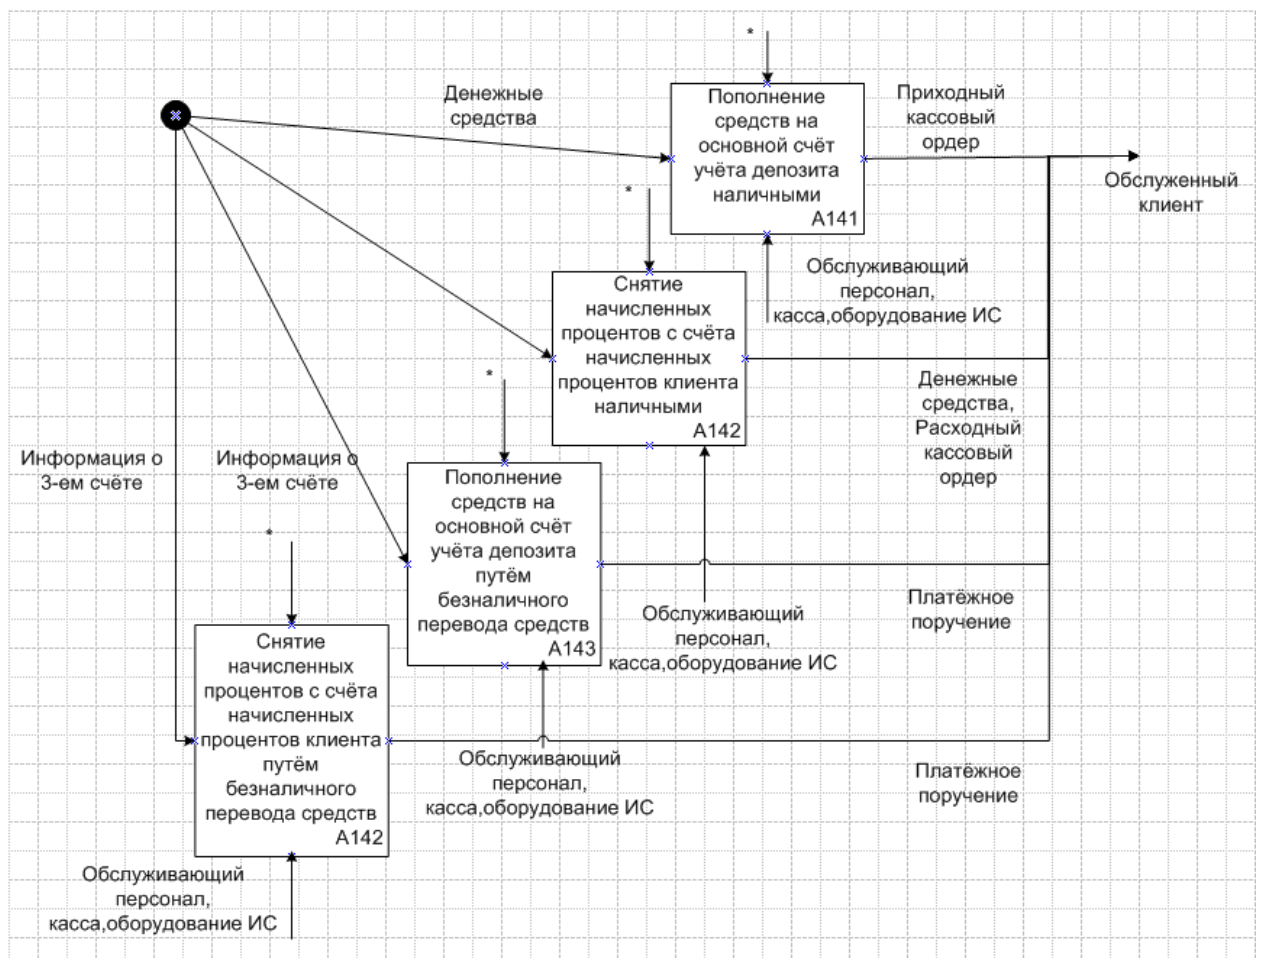 *
Денежные
средства
Пополнение
средств на
основной счёт
учёта депозита
наличными
А141
Приходный
кассовый
ордер
Обслуженный
клиент
*
Обслуживающий
персонал,
касса,оборудование ИС
Снятие
начисленных
процентов с счёта
начисленных
процентов клиента
наличными
А142
Денежные
средства,
Расходный
кассовый
ордер
*
Информация о
3-ем счёте
Информация о
3-ем счёте
Пополнение
средств на
основной счёт
учёта депозита
путём
безналичного
перевода средств
А143
*
Обслуживающий
персонал,
касса,оборудование ИС
Платёжное
поручение
Снятие
начисленных
процентов с счёта
начисленных
процентов клиента
путём
безналичного
перевода средств
А142
Обслуживающий
персонал,
касса,оборудование ИС
Платёжное
поручение
Обслуживающий
персонал,
касса,оборудование ИС